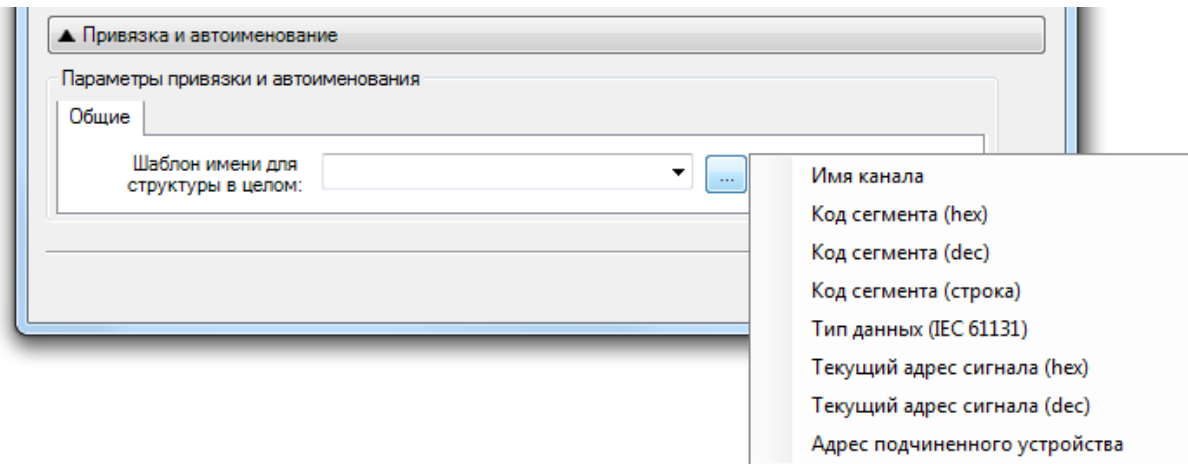 ▲ Привязка и автоименование
Параметры привязки и автоименования
Общие
Шаблон имени для
структуры в целом:
...
Имя канала
Код сегмента (hex)
Код сегмента (dec)
Код сегмента (строка)
Тип данных (IEC 61131)
Текущий адрес сигнала (hex)
Текущий адрес сигнала (dec)
Адрес подчиненного устройства